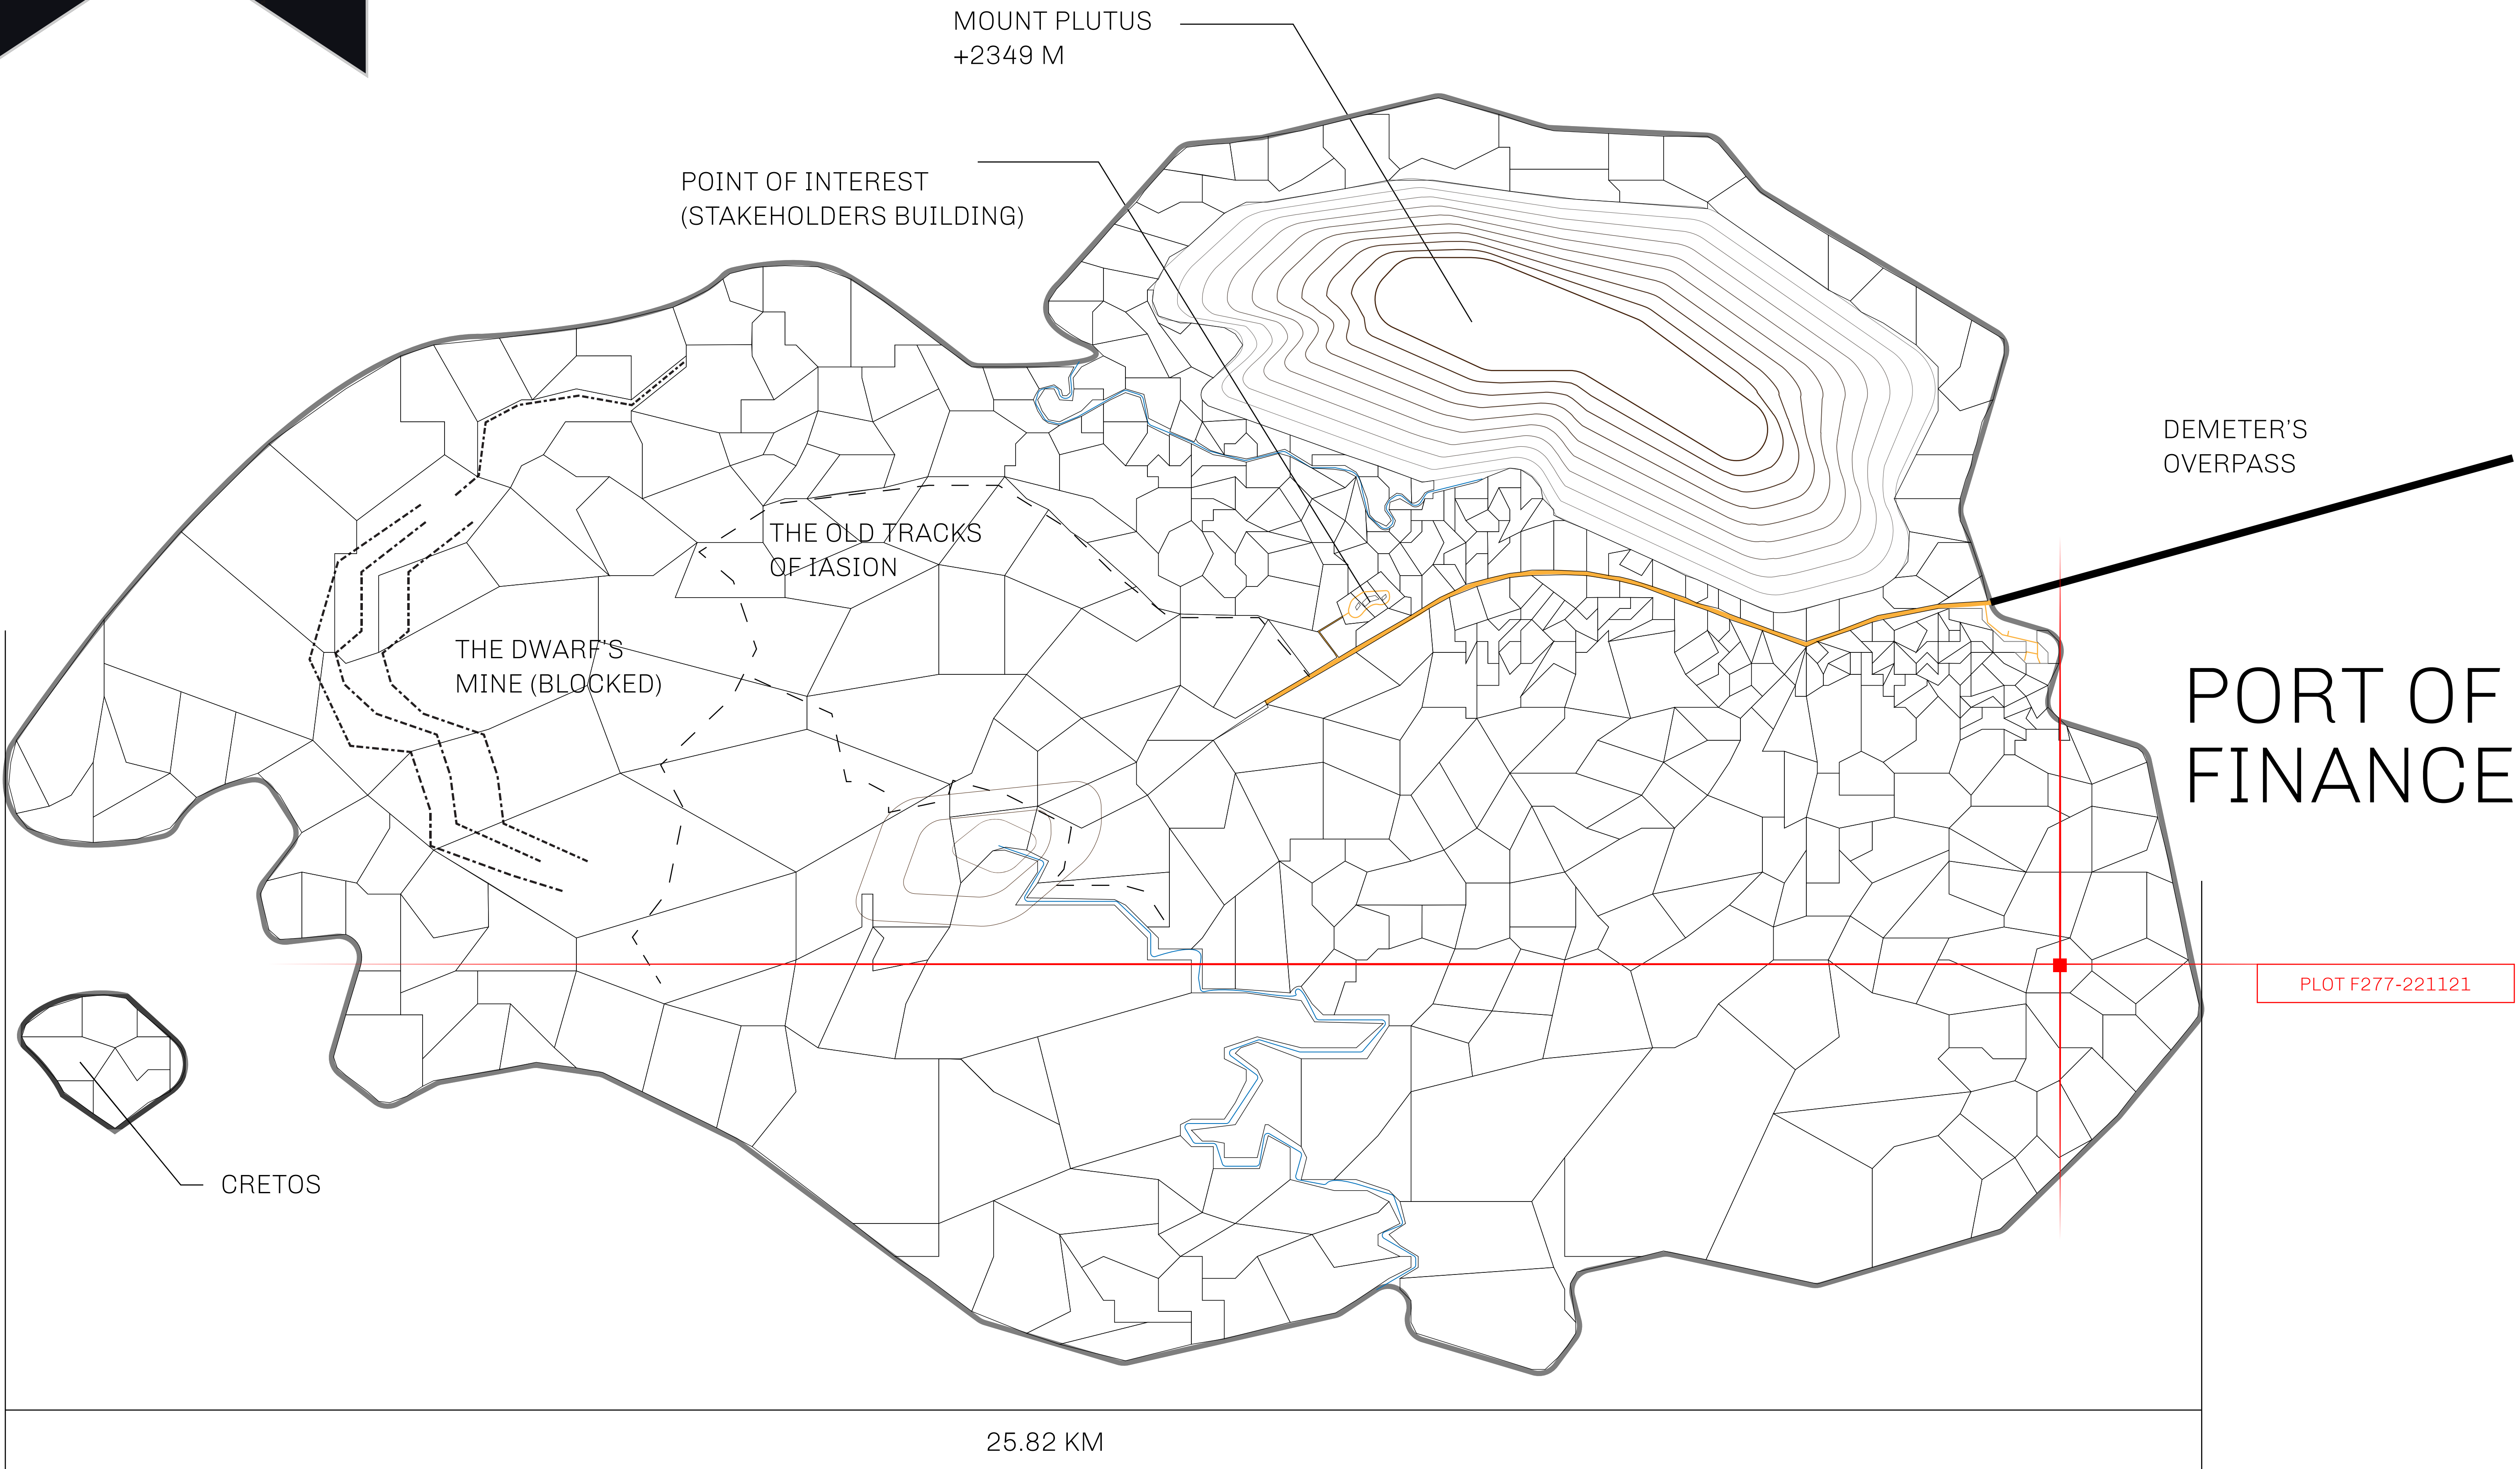 MOUNT PLUTUS
+2349 M
POINT OF INTEREST
(STAKEHOLDERS BUILDING)
DEMETER'S
OVERPASS
THE OLD TRACKS
OF IASION
THE DWARF'S
MINE (BLOCKED)
PORT OF
FINANCE
PLOT F277-221121
CRETOS
25.82 KM